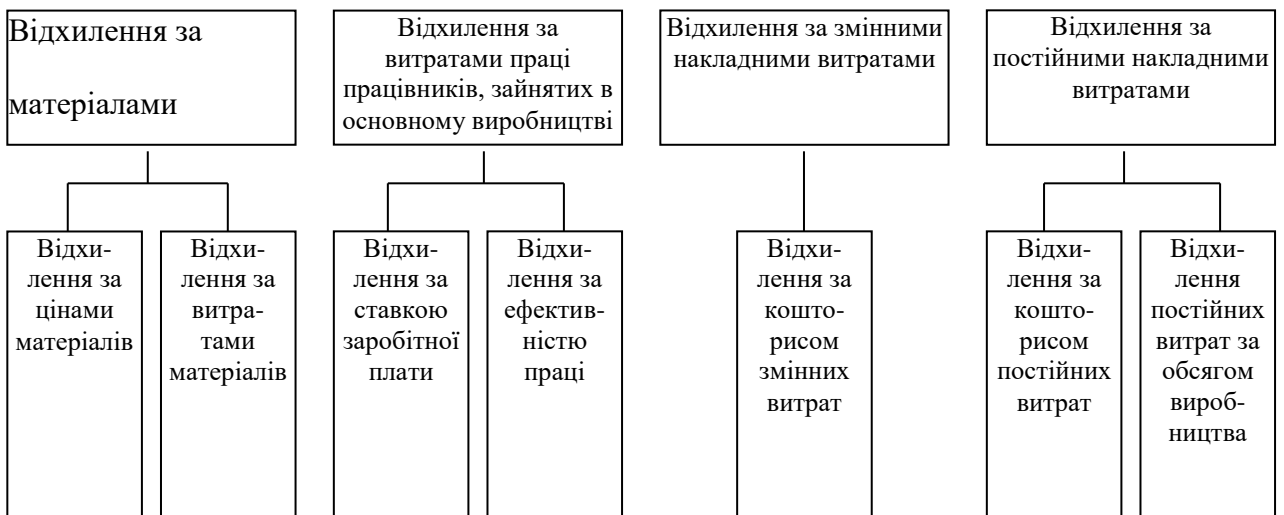 Відхилення за
матеріалами
Відхилення за
витратами праці
працівників, зайнятих в
основному виробництві
Відхилення за змінними
накладними витратами
Відхилення за
постійними накладними
витратами
Відхи-
лення за
цінами
матеріалів
Відхи-
лення за
витра-
тами
матеріалів
Відхи-
лення за
ставкою
заробітної
плати
Відхи-
лення за
ефектив-
ністю
праці
Відхи-
лення за
кошто-
рисом
змінних
витрат
Відхи-
лення за
кошто-
рисом
постійних
витрат
Відхи-
лення
постійних
витрат за
обсягом
вироб-
ництва